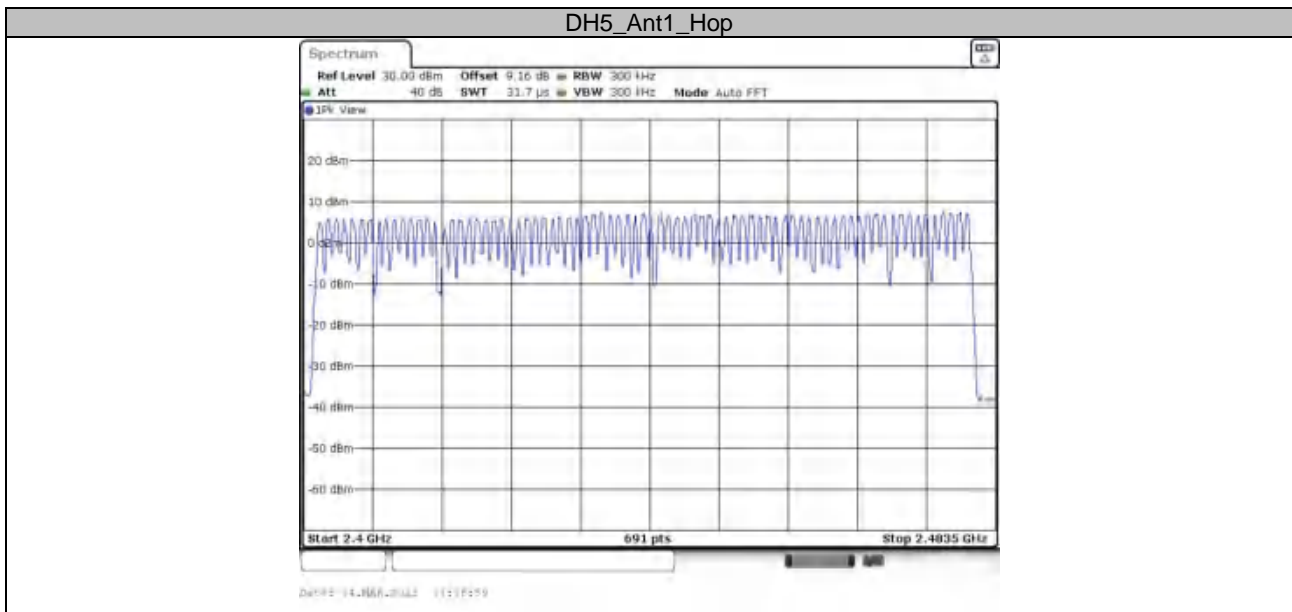 DH5_Ant1_Hop
Spectrum
Ref Level 30.00 dBm Offset 9.16 dB RBW 300 kHz
Att 40 dB SWT 31.7 µs VBW 300 kHz Mode Auto FFT
1Pk View
20 dBm
10 dBm
0 dBm
-10 dBm
-20 dBm
-30 dBm
-40 dBm
-50 dBm
-60 dBm
Start 2.4 GHz 691 pts Stop 2.4835 GHz